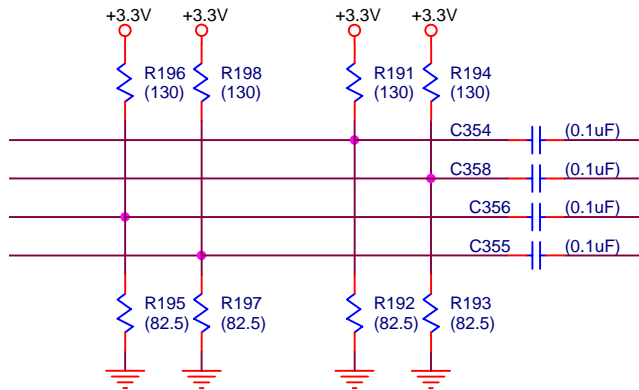 +3.3V +3.3V +3.3V +3.3V
R196 R198 R191 R194
(130) (130) (130) (130)
C354 (0.1uF)
C358 (0.1uF)
C356 (0.1uF)
C355 (0.1uF)
R195 R197 R192 R193
(82.5) (82.5) (82.5) (82.5)